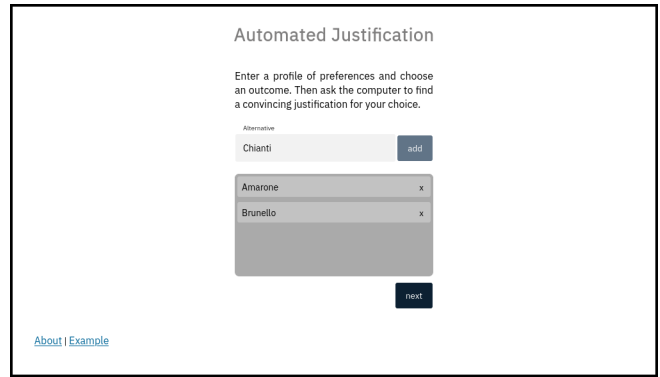 Automated Justification
Enter a profile of preferences and choose
an outcome. Then ask the computer to find
a convincing justification for your choice.
Alternative
Chianti
add
Amarone x
Brunello x
next
About | Example